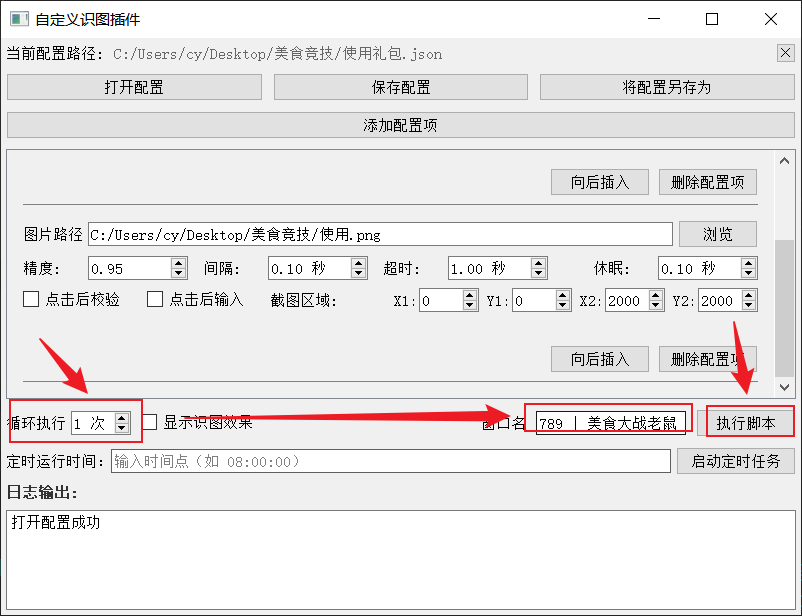 自定义识图插件
当前配置路径: C:/Users/cy/Desktop/美食竞技/使用礼包.json
打开配置 保存配置 将配置另存为
添加配置项
向后插入 删除配置项
图片路径 C:/Users/cy/Desktop/美食竞技/使用.png 浏览
精度: 0.95 间隔: 0.10 秒 超时: 1.00 秒 休眠: 0.10 秒
点击后校验 点击后输入 截图区域: X1: 0 Y1: 0 X2: 2000 Y2: 2000
向后插入 删除配置项
循环执行 1 次 显示识图效果 窗口名 789 | 美食大战老鼠 执行脚本
定时运行时间: 输入时间点（如 08:00:00） 启动定时任务
日志输出:
打开配置成功